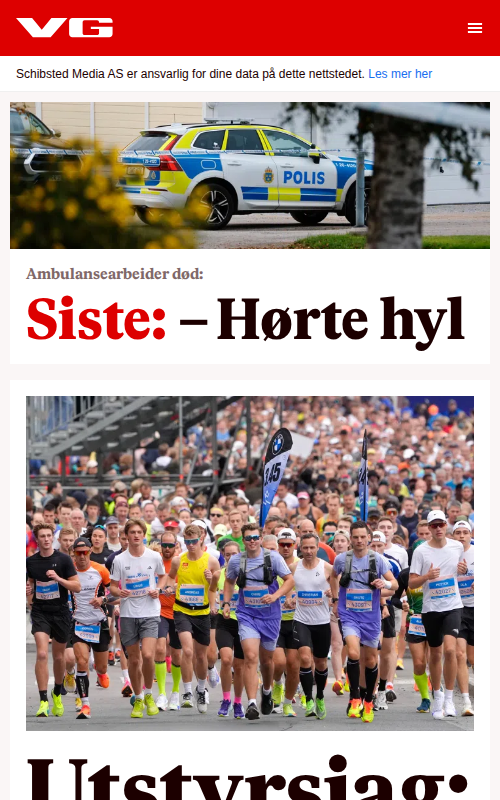 VG
Schibsted Media AS er ansvarlig for dine data på dette nettstedet. Les mer her
POLIS
Ambulansearbeider død:
Siste: – Hørte hyl
Utstyrsjag: